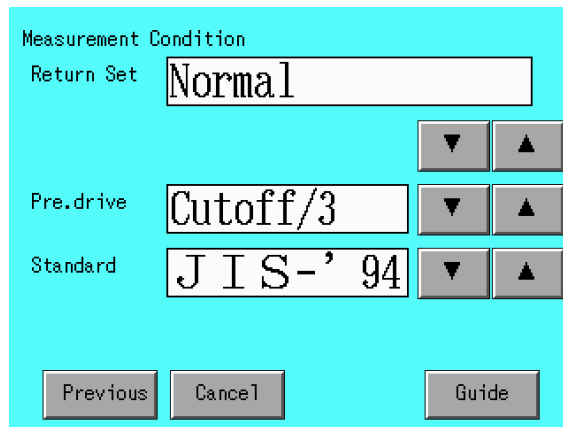 Measurement Condition
Return Set Normal
▼ ▲
Pre.drive Cutoff/3 ▼ ▲
Standard ＪＩＳ-’94 ▼ ▲
Previous Cancel Guide